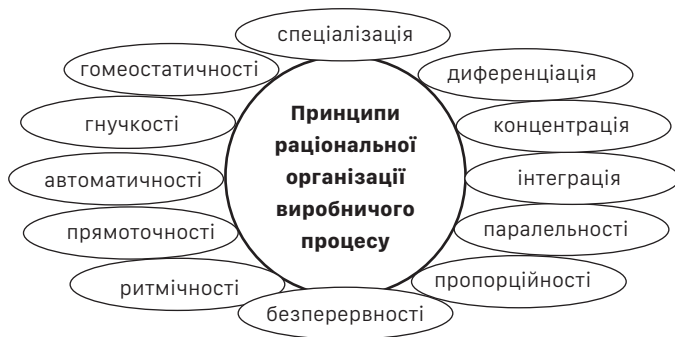 спеціалізація
гомеостатичності
диференціація
гнучкості
концентрація
Принципи
раціональної
організації
виробничого
процесу
автоматичності
інтеграція
прямоточності
паралельності
ритмічності
пропорційності
безперервності